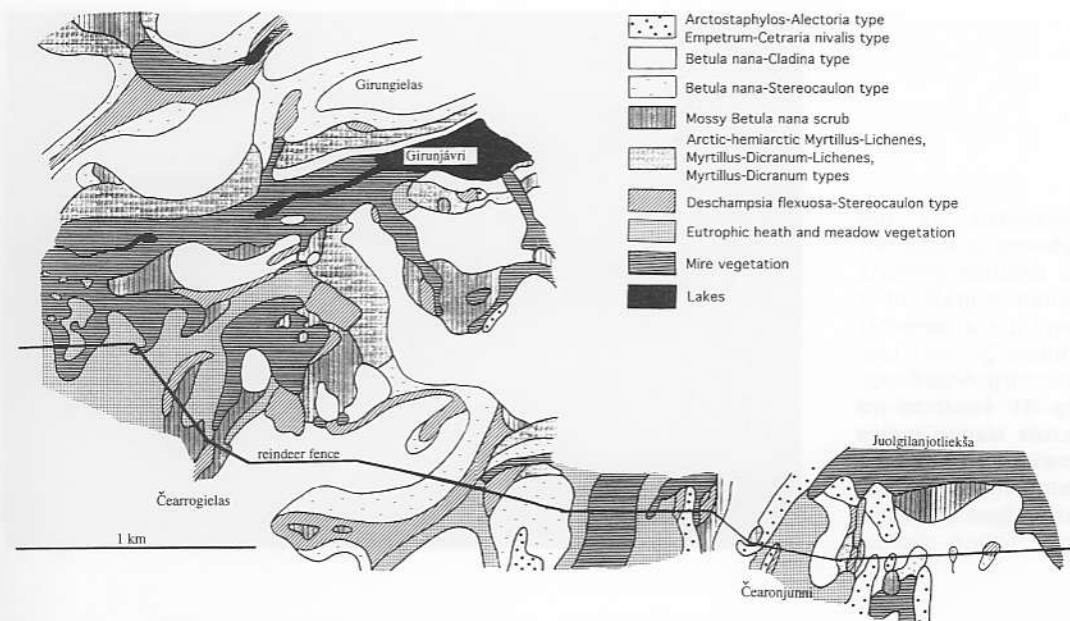 Arctostaphylos-Alectoria type
Empetrum-Cetraria nivalis type
Betula nana-Cladina type
Betula nana-Stereocaulon type
Mossy Betula nana scrub
Arctic-hemiarctic Myrtillus-Lichenes,
Myrtillus-Dicranum-Lichenes,
Myrtillus-Dicranum types
Deschampsia flexuosa-Stereocaulon type
Eutrophic heath and meadow vegetation
Mire vegetation
Lakes
Girungielas
Girunjávri
reindeer fence
Čearrogielas
1 km
Juolgilanjotliekša
Čearonjunni